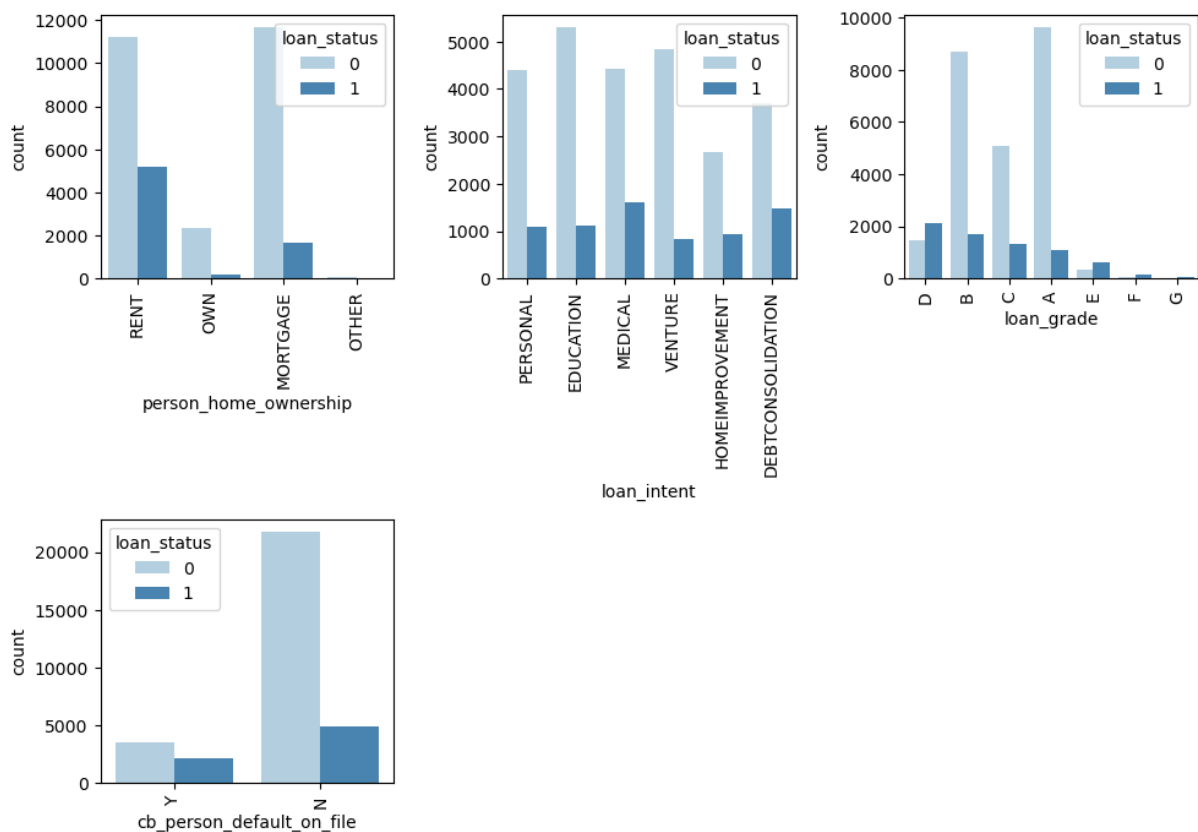 12000
10000
8000
6000
4000
2000
0
count
loan_status
0
1
RENT
OWN
MORTGAGE
OTHER
person_home_ownership
5000
4000
3000
2000
1000
0
count
loan_status
0
1
PERSONAL
EDUCATION
MEDICAL
VENTURE
HOMEIMPROVEMENT
DEBTCONSOLIDATION
loan_intent
10000
8000
6000
4000
2000
0
count
loan_status
0
1
D
B
C
A
E
F
G
loan_grade
20000
15000
10000
5000
0
count
loan_status
0
1
Y
N
cb_person_default_on_file